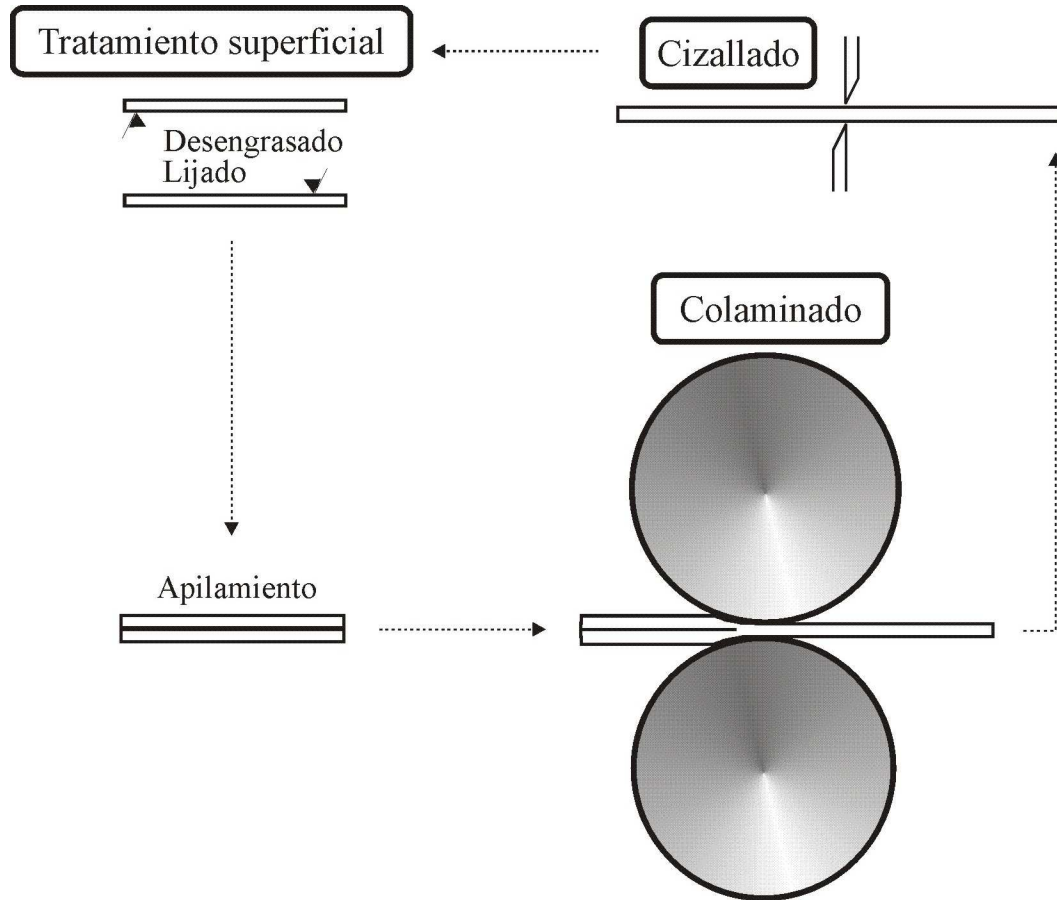 Tratamiento superficial
Cizallado
Desengrasado
Lijado
Colaminado
Apilamiento